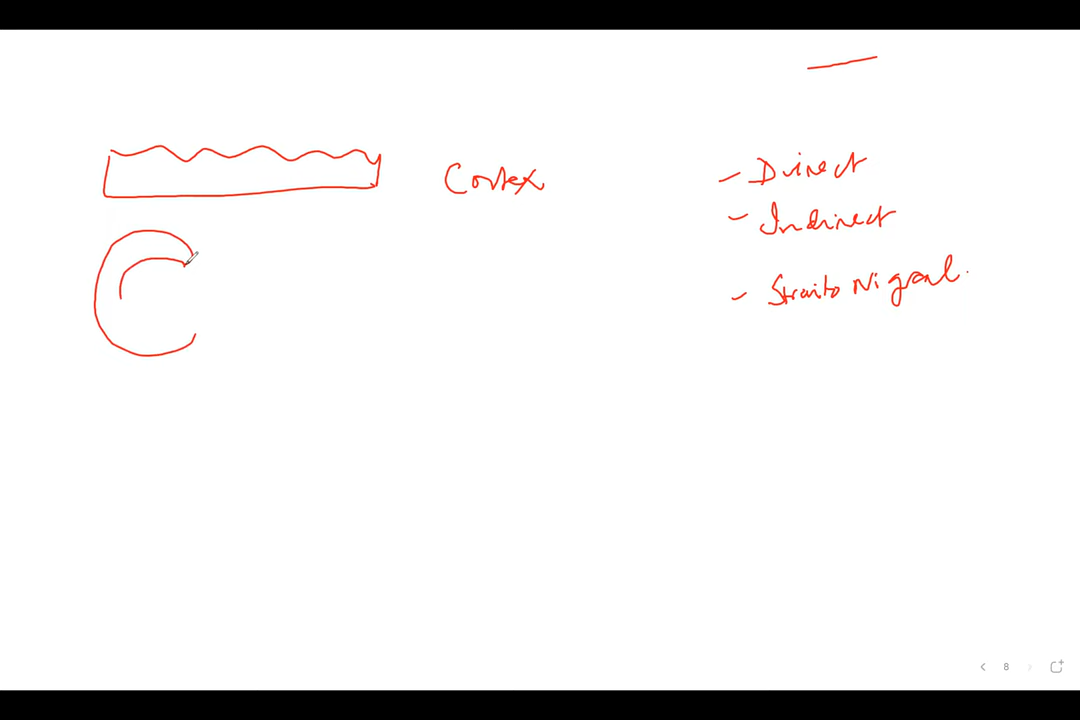 Cortex
- Direct
- Indirect
- Straito Nigral.
8